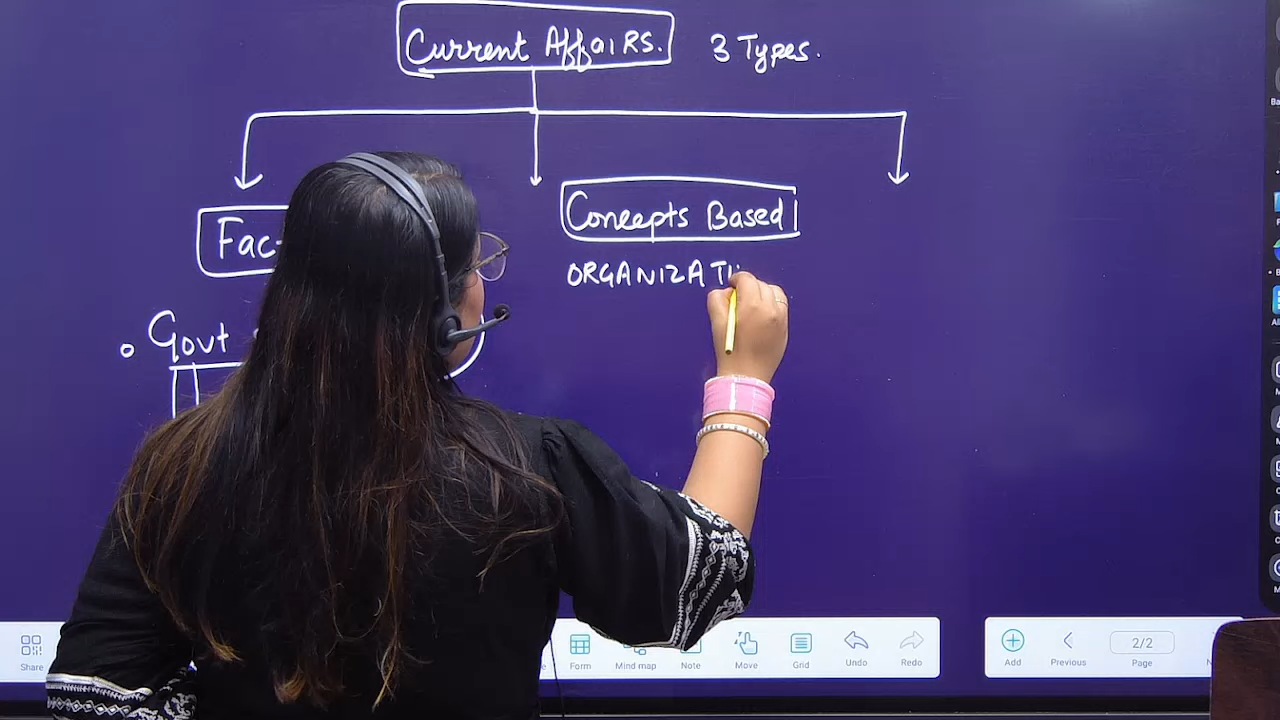 Current AffaiRs. 3 Types.
Concepts Based
ORGANIZATI
Govt
Share
Form
Mind map
Note
Move
Grid
Undo
Redo
Add
Previous
2/2
Page